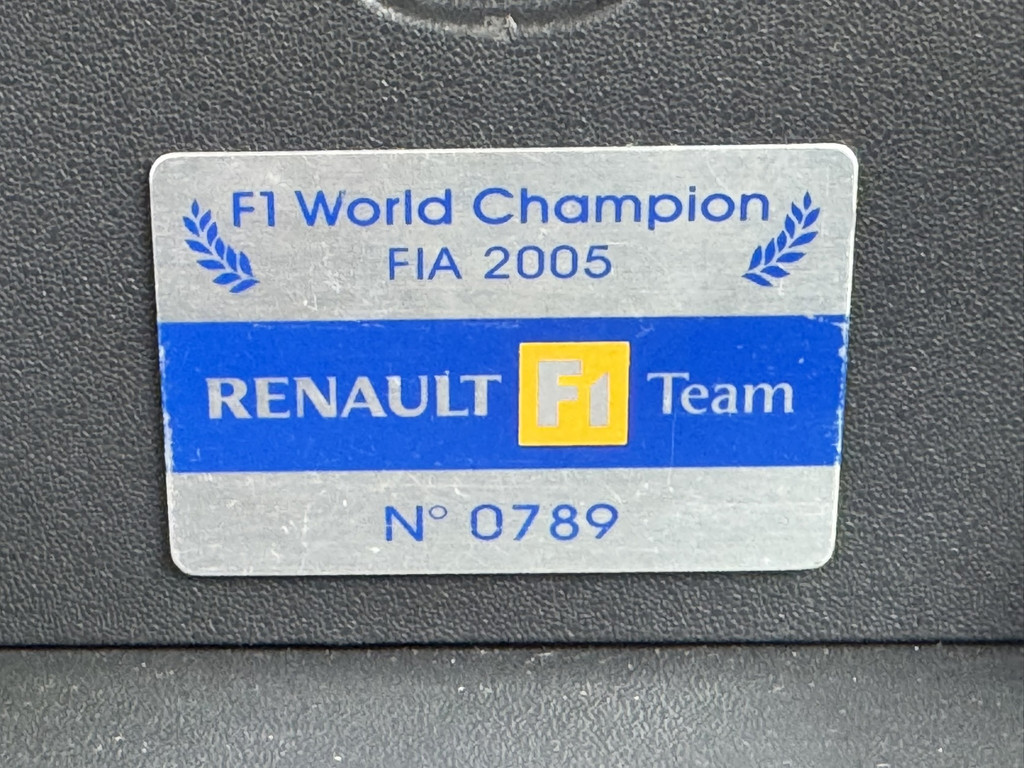 F1 World Champion
FIA 2005
RENAULT F1 Team
N° 0789